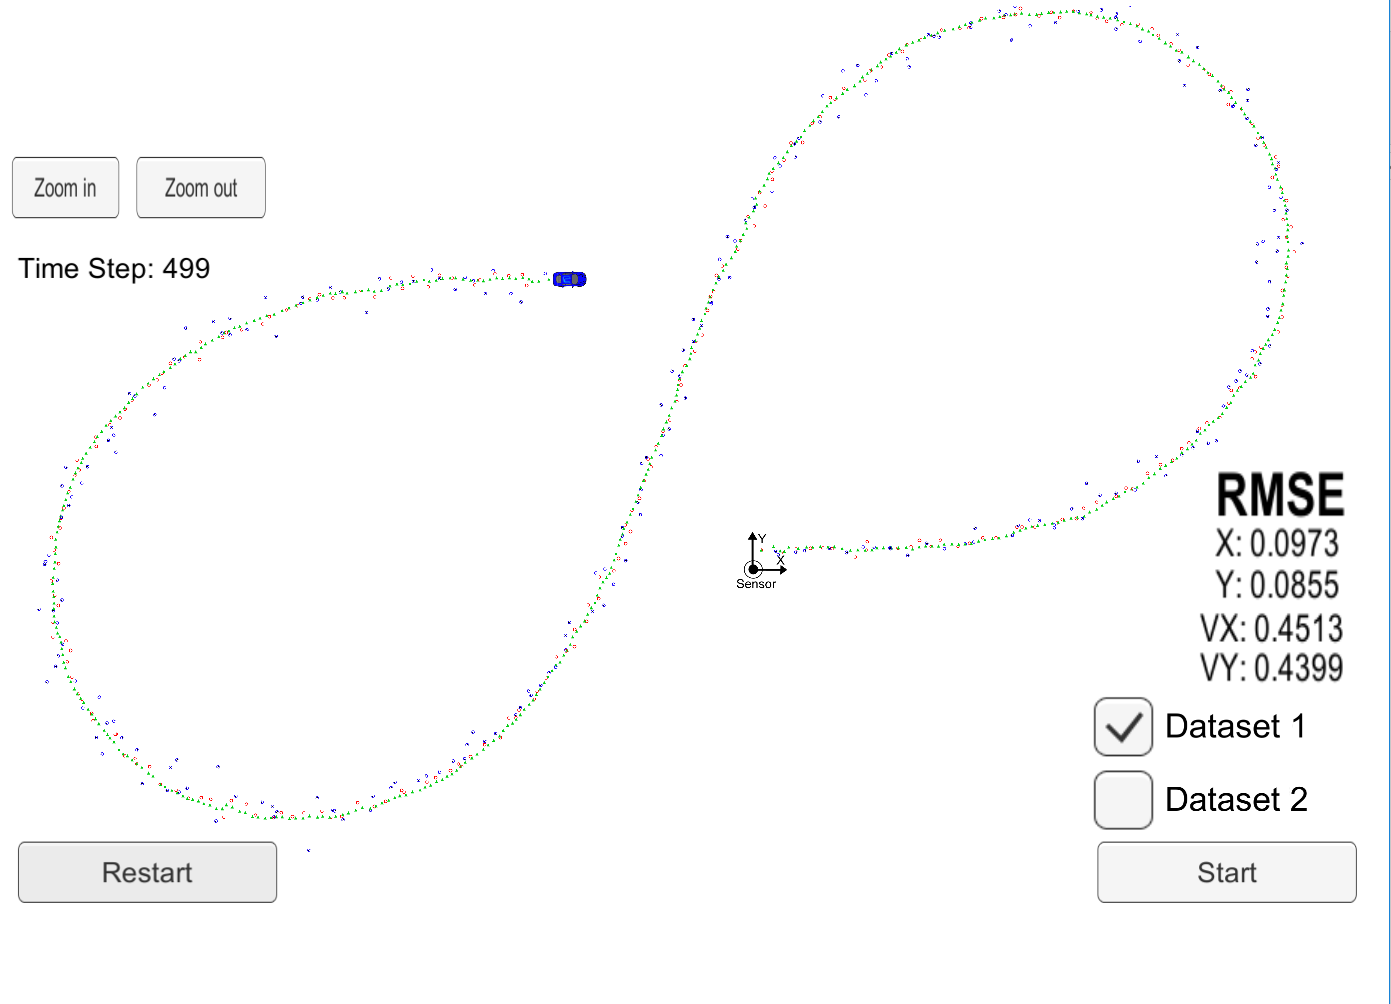 Zoom in
Zoom out
Time Step: 499
Y
X
Sensor
RMSE
X: 0.0973
Y: 0.0855
VX: 0.4513
VY: 0.4399
Dataset 1
Dataset 2
Restart
Start